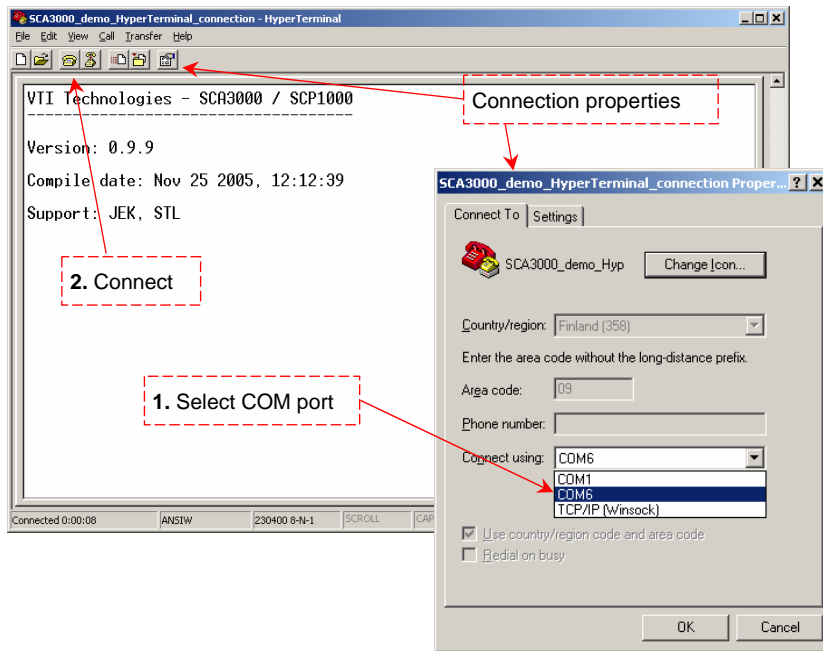 SCA3000_demo_HyperTerminal_connection - HyperTerminal
File Edit View Call Transfer Help
VTI Technologies - SCA3000 / SCP1000
Version: 0.9.9
Compile date: Nov 25 2005, 12:12:39
Support: JEK, STL
Connection properties
2. Connect
1. Select COM port
Connected 0:00:08 ANSIW 230400 8-N-1 SCROLL CAP
SCA3000_demo_HyperTerminal_connection Proper... ? X
Connect To Settings
SCA3000_demo_Hyp Change Icon...
Country/region: Finland (358)
Enter the area code without the long-distance prefix.
Area code: 09
Phone number:
Connect using: COM6
COM1
COM6
TCP/IP (Winsock)
Use country/region code and area code
Redial on busy
OK Cancel